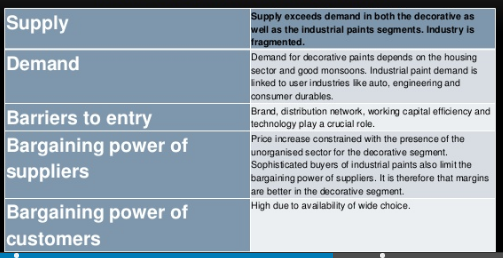 Supply
Supply exceeds demand in both the decorative as
well as the industrial paints segments. Industry is
fragmented.
Demand
Demand for decorative paints depends on the housing
sector and good monsoons. Industrial paint demand is
linked to user industries like auto, engineering and
consumer durables.
Barriers to entry
Brand, distribution network, working capital efficiency and
technology play a crucial role.
Bargaining power of
suppliers
Price increase constrained with the presence of the
unorganised sector for the decorative segment.
Sophisticated buyers of industrial paints also limit the
bargaining power of suppliers. It is therefore that margins
are better in the decorative segment.
Bargaining power of
customers
High due to availability of wide choice.